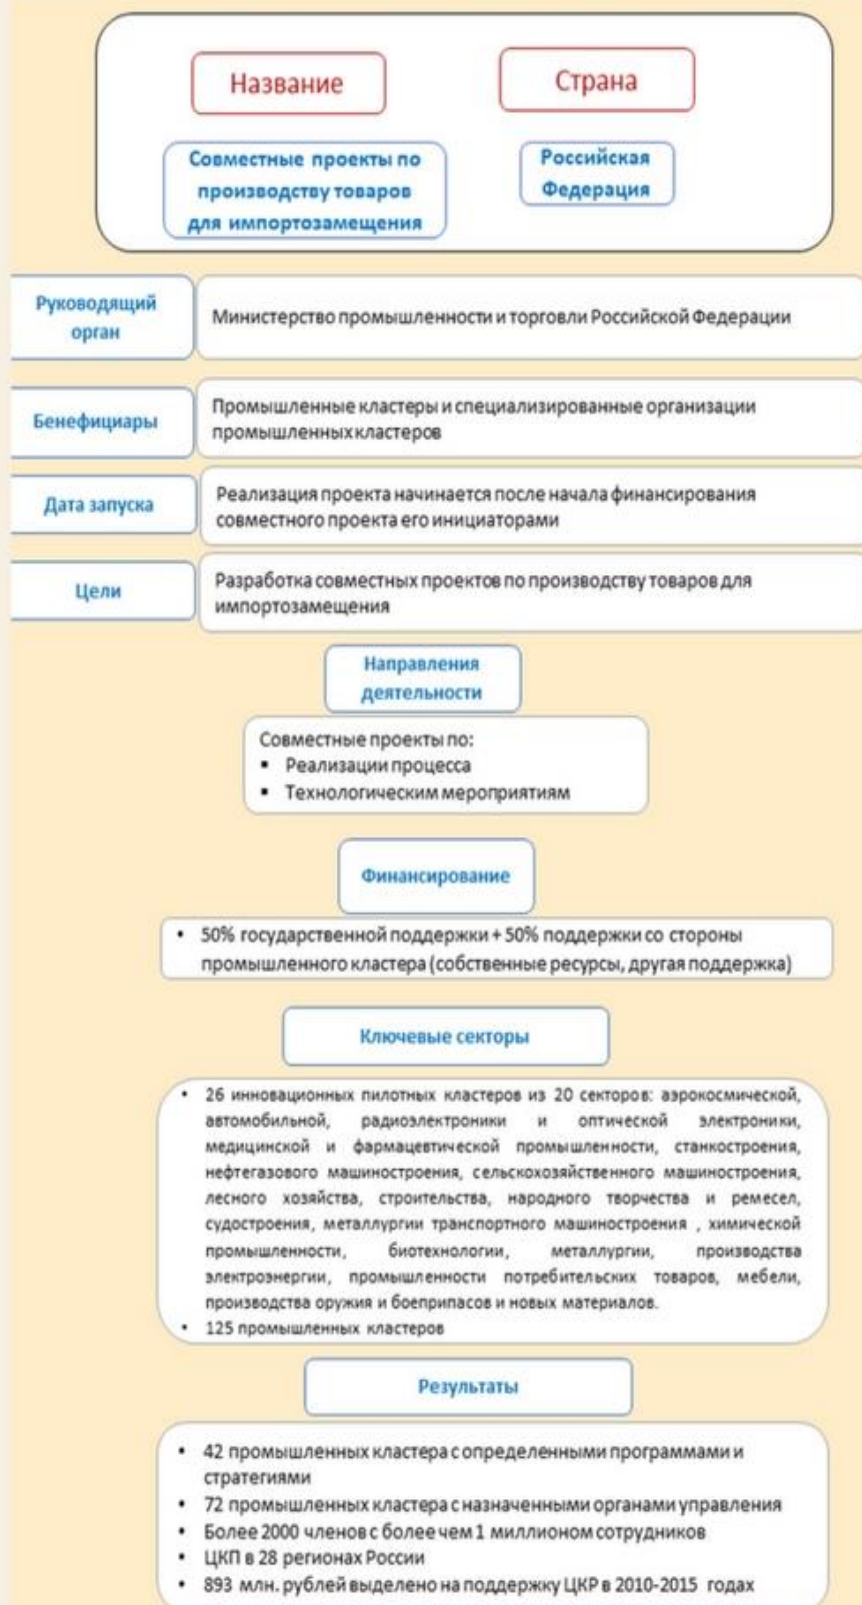 Название
Страна
Совместные проекты по
производству товаров
для импортозамещения
Российская
Федерация
Руководящий
орган
Министерство промышленности и торговли Российской Федерации
Бенефициары
Промышленные кластеры и специализированные организации
промышленных кластеров
Дата запуска
Реализация проекта начинается после начала финансирования
совместного проекта его инициаторами
Цели
Разработка совместных проектов по производству товаров для
импортозамещения
Направления
деятельности
Совместные проекты по:
▪ Реализации процесса
▪ Технологическим мероприятиям
Финансирование
• 50% государственной поддержки + 50% поддержки со стороны
промышленного кластера (собственные ресурсы, другая поддержка)
Ключевые секторы
• 26 инновационных пилотных кластеров из 20 секторов: аэрокосмической,
автомобильной, радиоэлектроники и оптической электроники,
медицинской и фармацевтической промышленности, станкостроения,
нефтегазового машиностроения, сельскохозяйственного машиностроения,
лесного хозяйства, строительства, народного творчества и ремесел,
судостроения, металлургии транспортного машиностроения , химической
промышленности, биотехнологии, металлургии, производства
электроэнергии, промышленности потребительских товаров, мебели,
производства оружия и боеприпасов и новых материалов.
• 125 промышленных кластеров
Результаты
• 42 промышленных кластера с определенными программами и
стратегиями
• 72 промышленных кластера с назначенными органами управления
• Более 2000 членов с более чем 1 миллионом сотрудников
• ЦКП в 28 регионах России
• 893 млн. рублей выделено на поддержку ЦКР в 2010-2015 годах